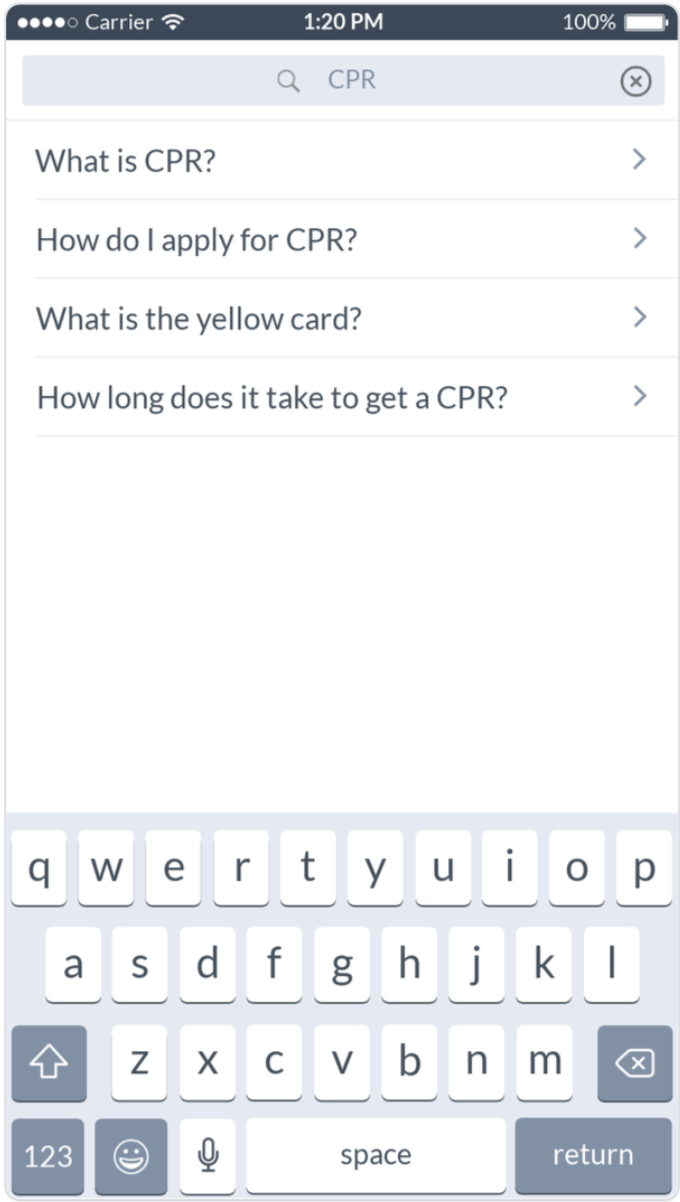 Carrier 1:20 PM 100%
CPR
What is CPR?
How do I apply for CPR?
What is the yellow card?
How long does it take to get a CPR?
q w e r t y u i o p
a s d f g h j k l
z x c v b n m
123 space return